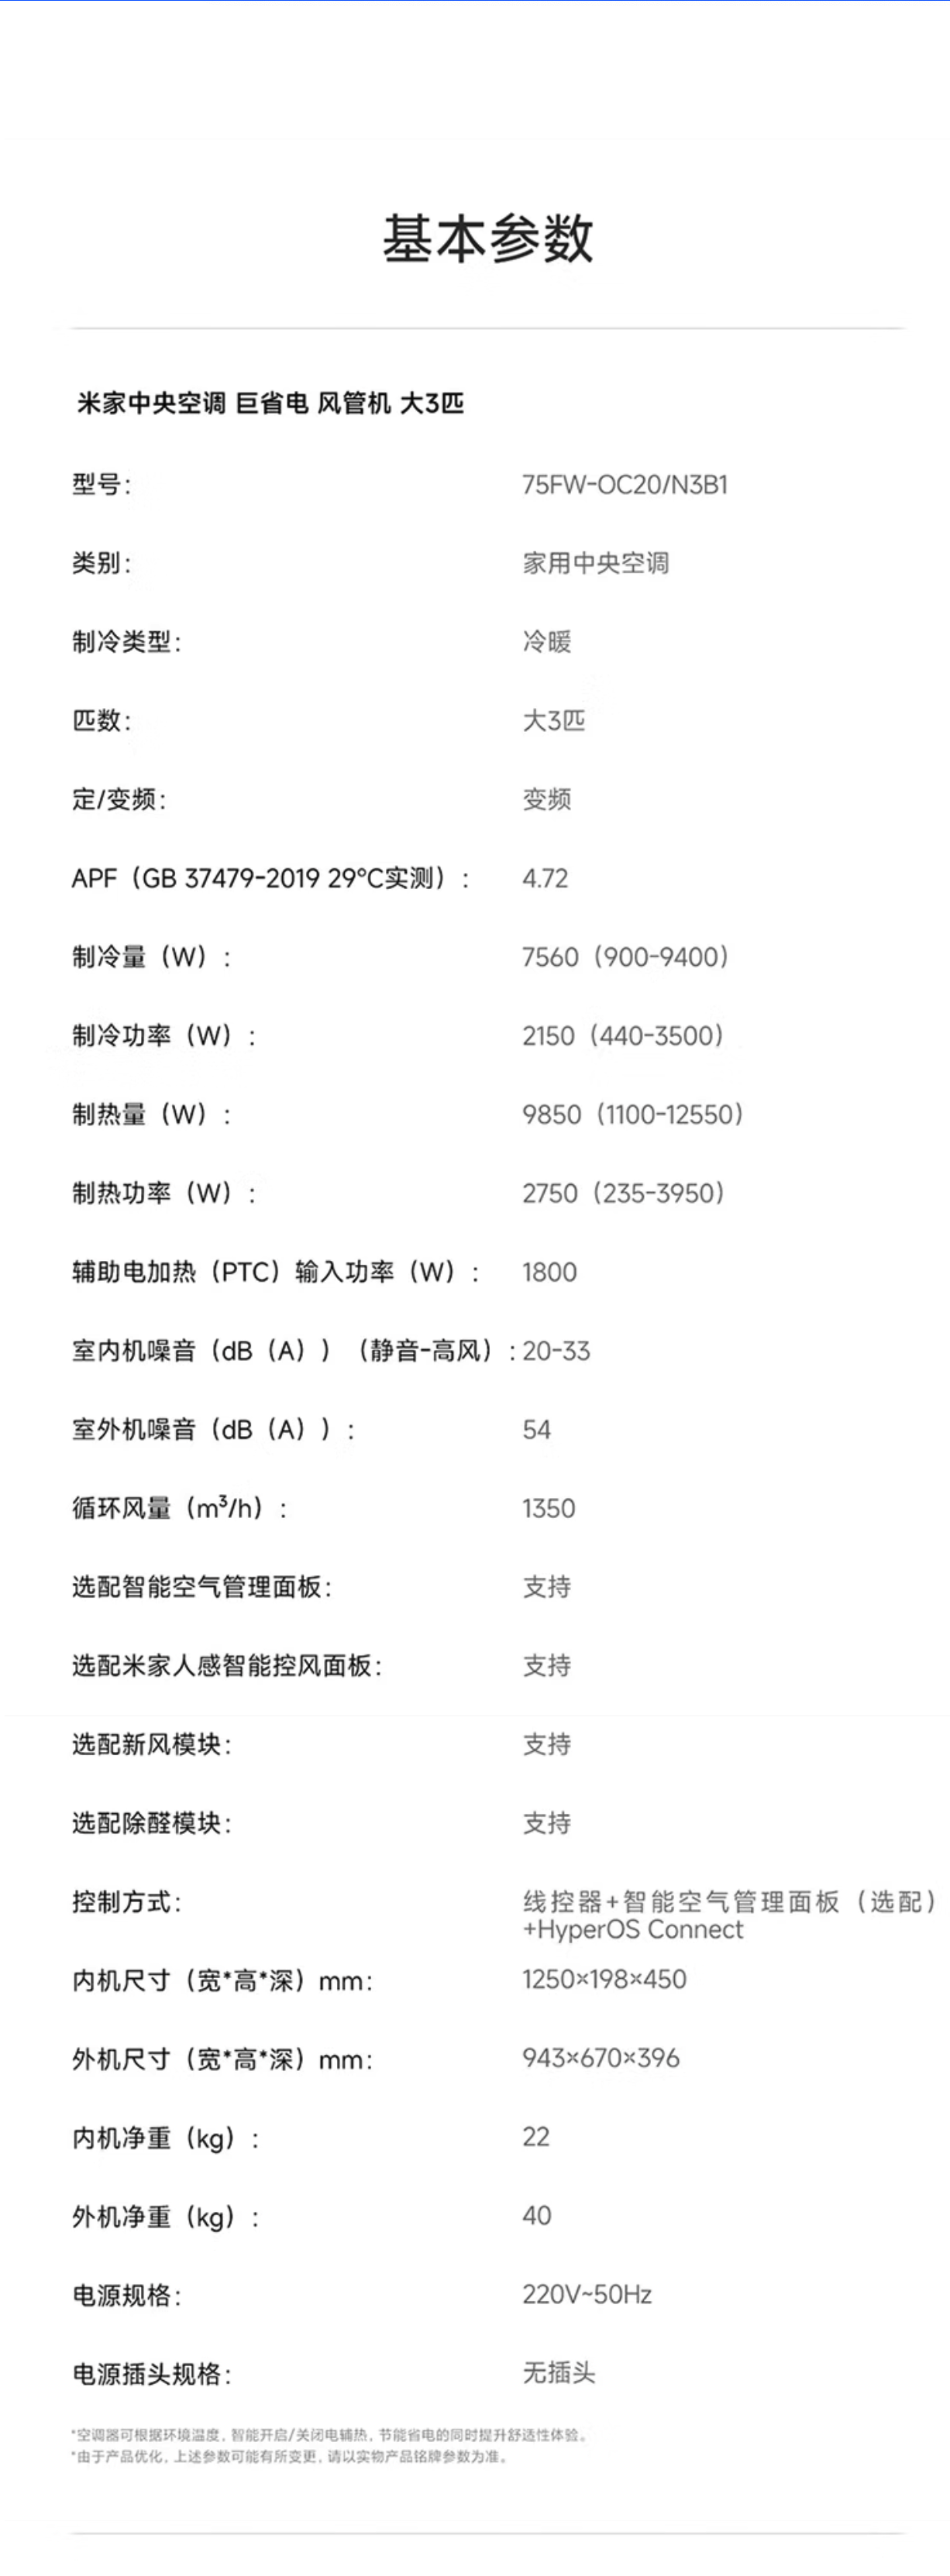 基本参数
米家中央空调 巨省电 风管机 大3匹
型号: 75FW-OC20/N3B1
类别: 家用中央空调
制冷类型: 冷暖
匹数: 大3匹
定/变频: 变频
APF（GB 37479-2019 29°C实测）: 4.72
制冷量（W）: 7560（900-9400）
制冷功率（W）: 2150（440-3500）
制热量（W）: 9850（1100-12550）
制热功率（W）: 2750（235-3950）
辅助电加热（PTC）输入功率（W）: 1800
室内机噪音（dB（A））（静音-高风）: 20-33
室外机噪音（dB（A））: 54
循环风量（m³/h）: 1350
选配智能空气管理面板: 支持
选配米家人感智能控风面板: 支持
选配新风模块: 支持
选配除醛模块: 支持
控制方式: 线控器+智能空气管理面板（选配）
+HyperOS Connect
内机尺寸（宽*高*深）mm: 1250×198×450
外机尺寸（宽*高*深）mm: 943×670×396
内机净重（kg）: 22
外机净重（kg）: 40
电源规格: 220V~50Hz
电源插头规格: 无插头
*空调器可根据环境温度, 智能开启/关闭电辅热, 节能省电的同时提升舒适性体验。
*由于产品优化, 上述参数可能有所变更, 请以实物产品铭牌参数为准。